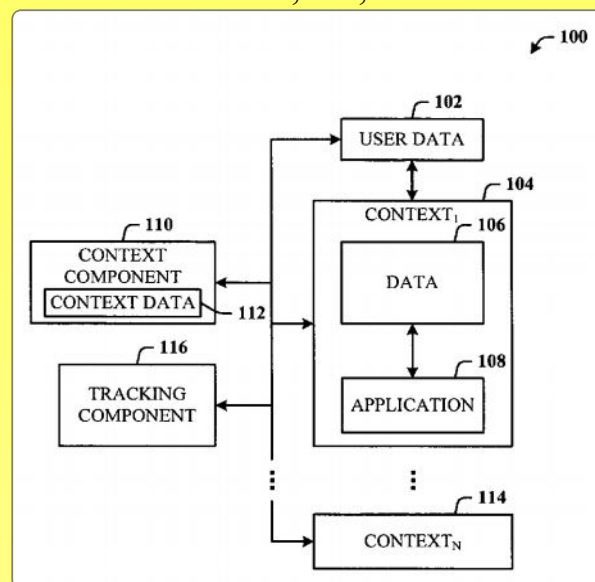 100
102
USER DATA
104
CONTEXT₁
106
110
CONTEXT
COMPONENT
DATA
CONTEXT DATA
112
116
108
TRACKING
COMPONENT
APPLICATION
114
CONTEXT_N